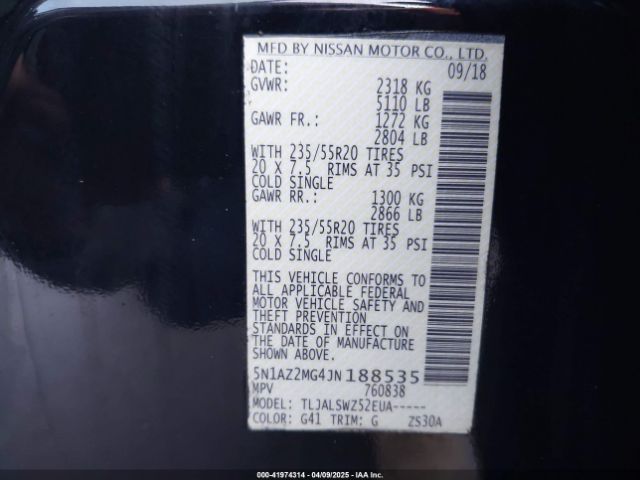 MFD BY NISSAN MOTOR CO., LTD.
DATE: 09/18
GVWR: 2318 KG
5110 LB
GAWR FR.: 1272 KG
2804 LB
WITH 235/55R20 TIRES
20 X 7.5 RIMS AT 35 PSI
COLD SINGLE
GAWR RR.: 1300 KG
2866 LB
WITH 235/55R20 TIRES
20 X 7.5 RIMS AT 35 PSI
COLD SINGLE
THIS VEHICLE CONFORMS TO
ALL APPLICABLE FEDERAL
MOTOR VEHICLE SAFETY AND
AND THEFT PREVENTION
STANDARDS IN EFFECT ON
THE DATE OF MANUFACTURE
SHOWN ABOVE.
5N1AZ2MG4JN188535
MPV 760838
MODEL: TLJALSWZ52EUA-----
COLOR: G41 TRIM: G ZS30A
000-41974314 - 04/09/2025 - IAAI.COM